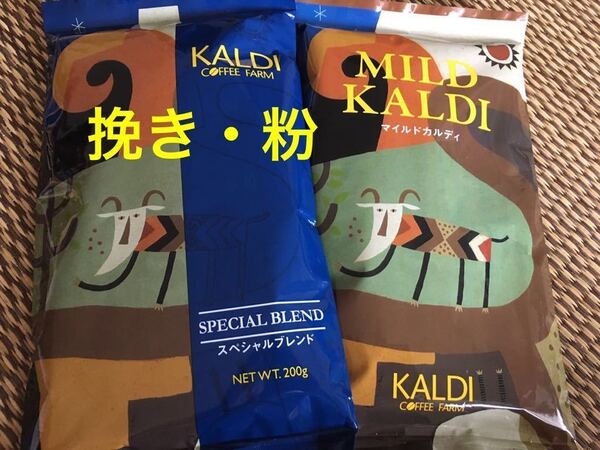 KALDI
COFFEE FARM
挽き・粉
SPECIAL BLEND
スペシャルブレンド
NET WT. 200g
MILD
KALDI
マイルドカルディ
KALDI
COFFEE FARM